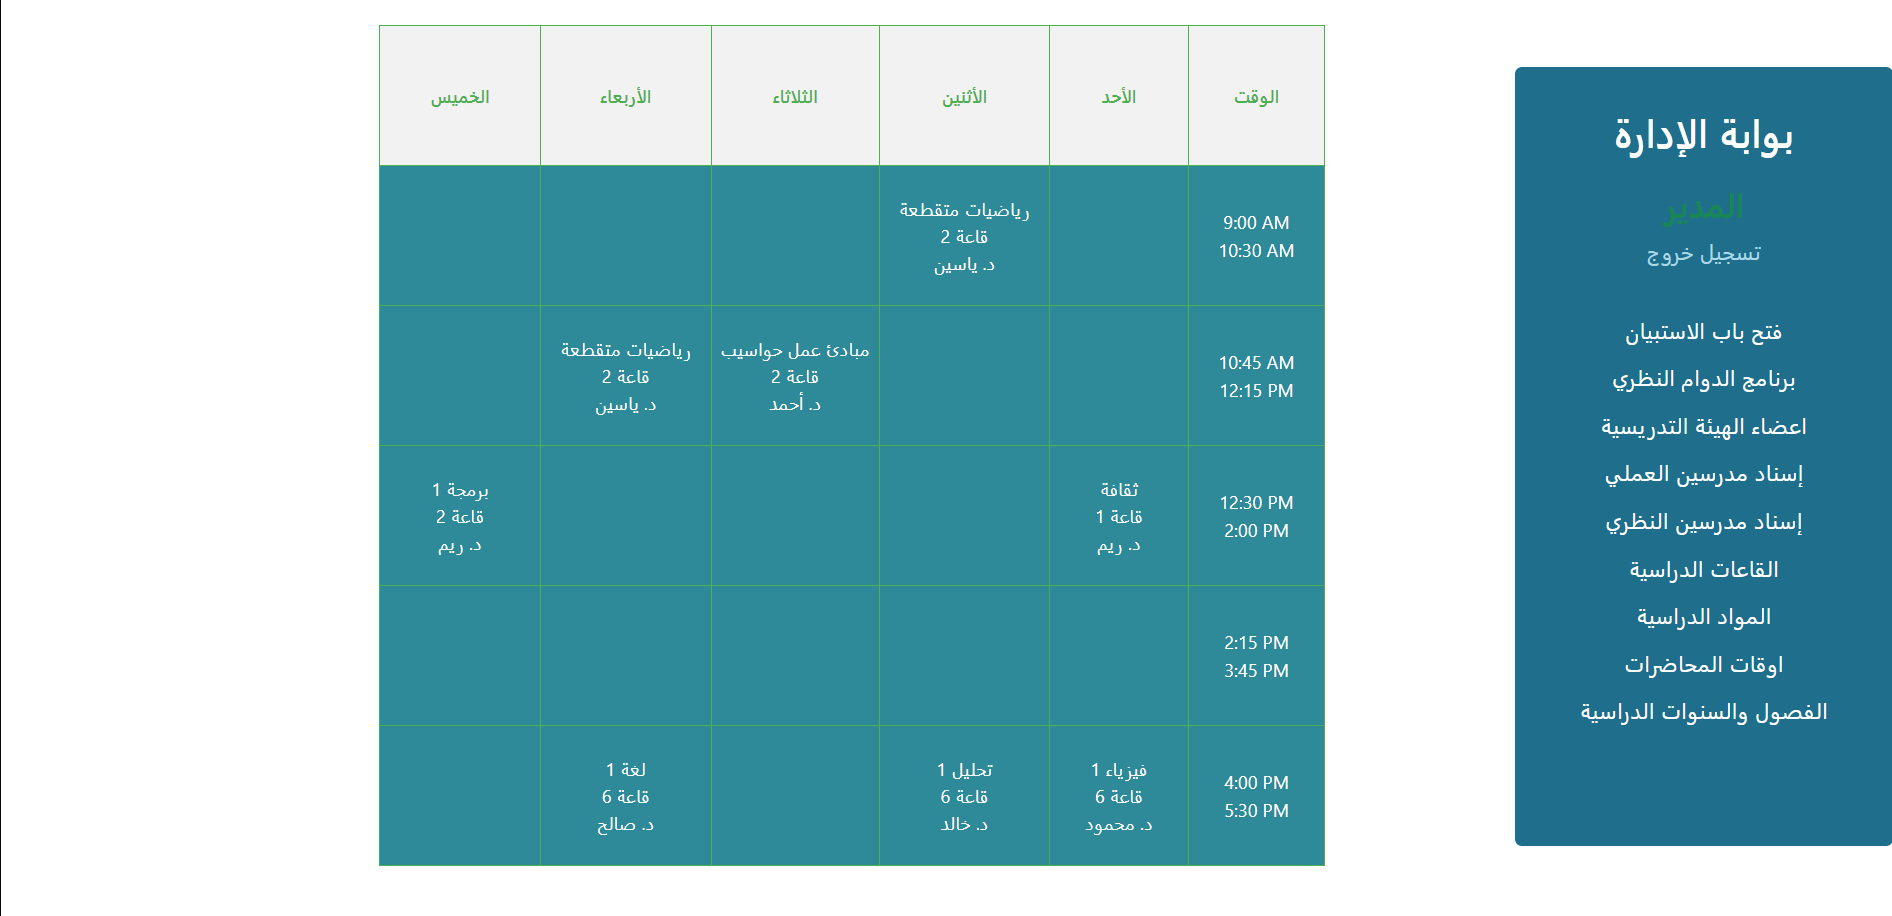 بوابة الإدارة
المدير
تسجيل خروج
فتح باب الاستبيان
برنامج الدوام النظري
اعضاء الهيئة التدريسية
إسناد مدرسين العملي
إسناد مدرسين النظري
القاعات الدراسية
المواد الدراسية
اوقات المحاضرات
الفصول والسنوات الدراسية
الوقت
الأحد
الأثنين
الثلاثاء
الأربعاء
الخميس
9:00 AM
10:30 AM
رياضيات متقطعة
قاعة 2
د. ياسين
10:45 AM
12:15 PM
مبادئ عمل حواسيب
قاعة 2
د. أحمد
رياضيات متقطعة
قاعة 2
د. ياسين
12:30 PM
2:00 PM
ثقافة
قاعة 1
د. ريم
برمجة 1
قاعة 2
د. ريم
2:15 PM
3:45 PM
4:00 PM
5:30 PM
فيزياء 1
قاعة 6
د. محمود
تحليل 1
قاعة 6
د. خالد
لغة 1
قاعة 6
د. صالح